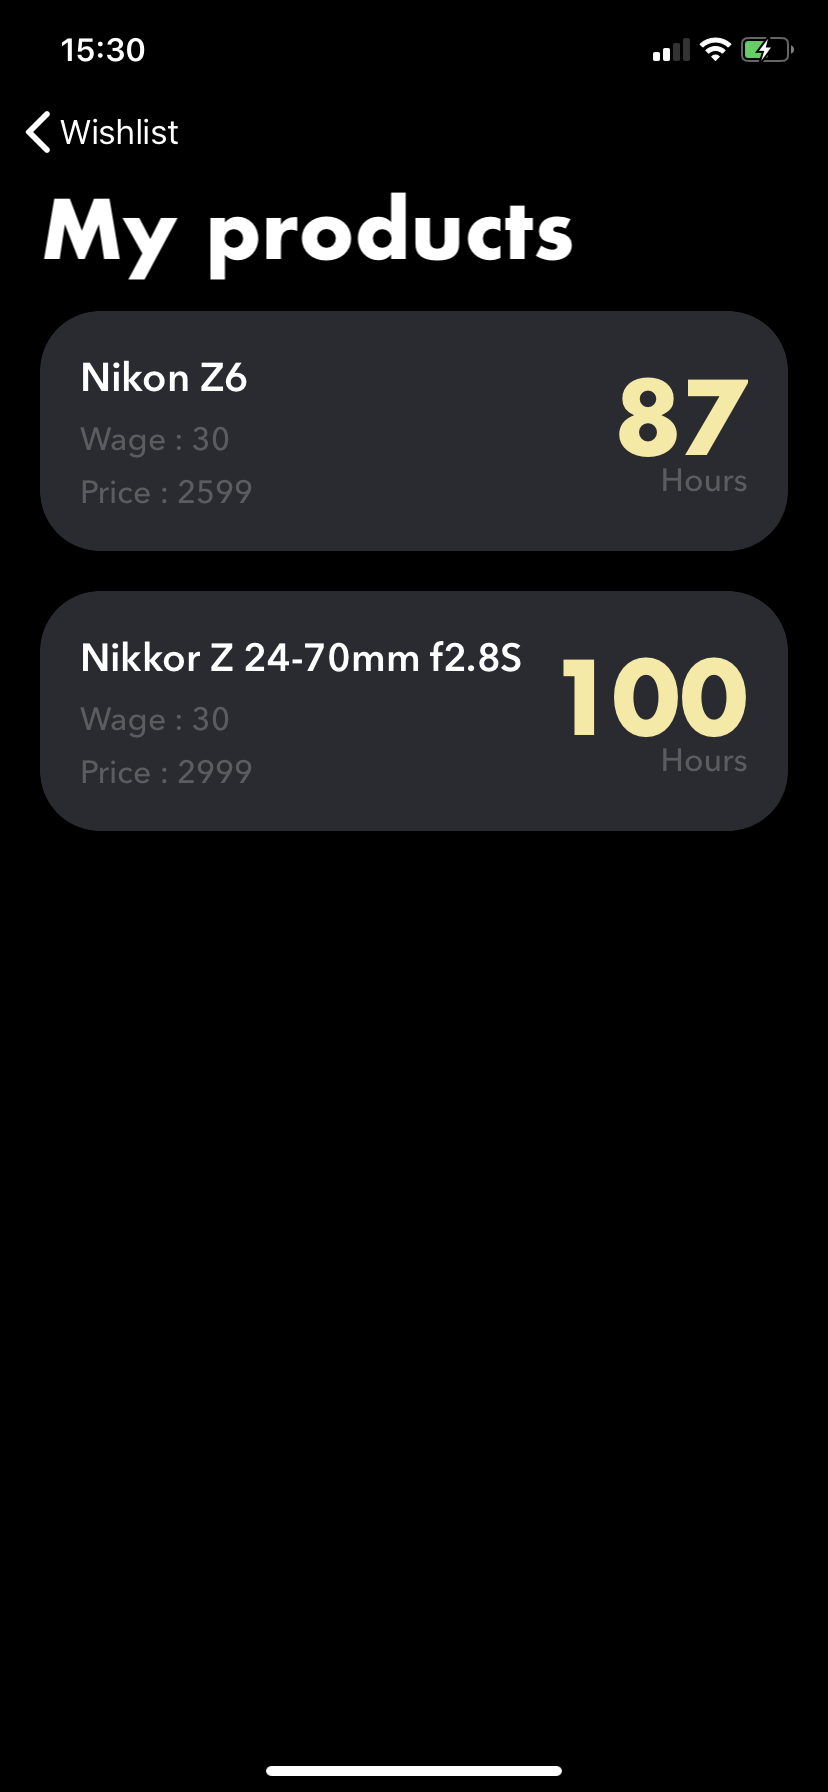 15:30
Wishlist
My products
Nikon Z6
Wage : 30
Price : 2599
87
Hours
Nikkor Z 24-70mm f2.8S
Wage : 30
Price : 2999
100
Hours